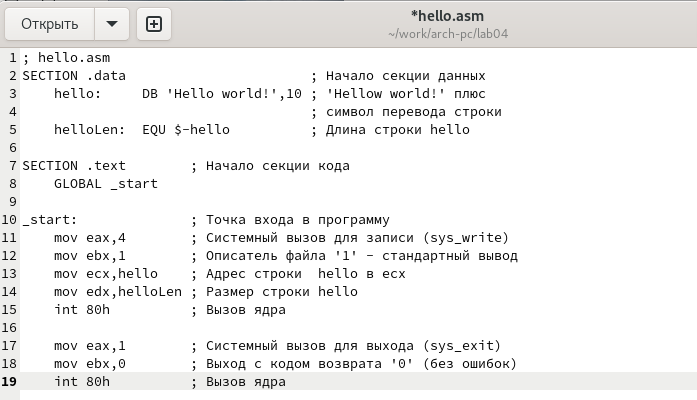 Открыть
*hello.asm
~/work/arch-pc/lab04
1 ; hello.asm
2 SECTION .data                       ; Начало секции данных
3     hello:     DB 'Hello world!',10 ; 'Hellow world!' плюс
4                                     ; символ перевода строки
5     helloLen:  EQU $-hello          ; Длина строки hello
6
7 SECTION .text        ; Начало секции кода
8     GLOBAL _start
9
10 _start:              ; Точка входа в программу
11     mov eax,4        ; Системный вызов для записи (sys_write)
12     mov ebx,1        ; Описатель файла '1' - стандартный вывод
13     mov ecx,hello    ; Адрес строки  hello в ecx
14     mov edx,helloLen ; Размер строки hello
15     int 80h          ; Вызов ядра
16
17     mov eax,1        ; Системный вызов для выхода (sys_exit)
18     mov ebx,0        ; Выход с кодом возврата '0' (без ошибок)
19     int 80h          ; Вызов ядра